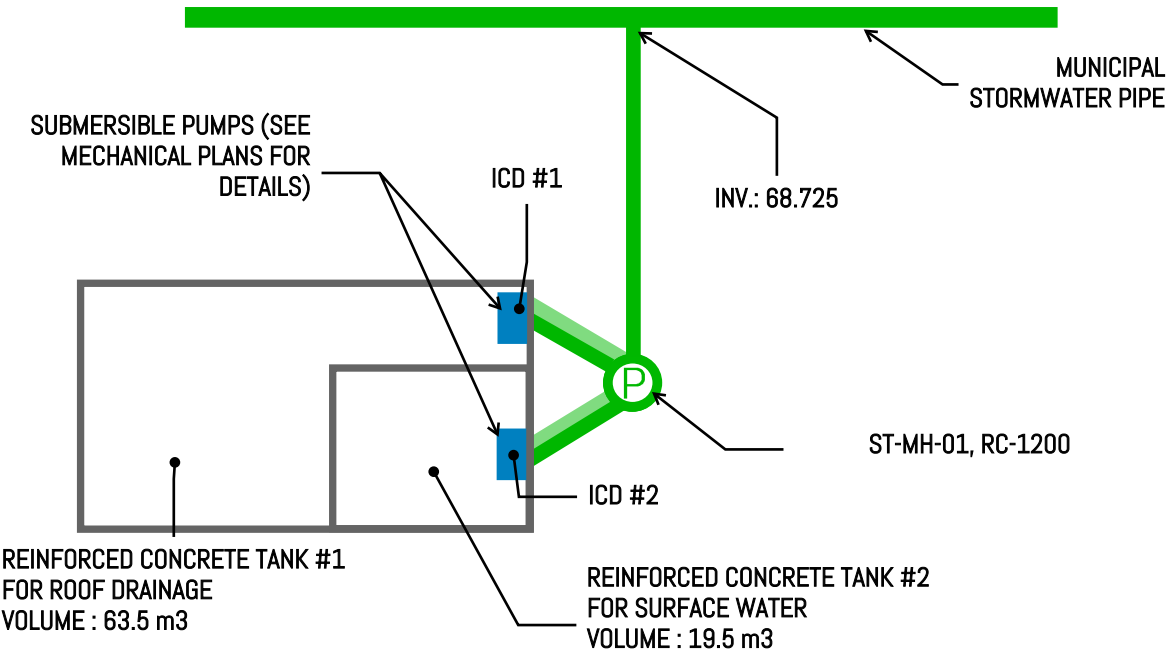 MUNICIPAL
STORMWATER PIPE
SUBMERSIBLE PUMPS (SEE
MECHANICAL PLANS FOR
DETAILS)
ICD #1
INV.: 68.725
P
ST-MH-01, RC-1200
ICD #2
REINFORCED CONCRETE TANK #1
FOR ROOF DRAINAGE
VOLUME : 63.5 m3
REINFORCED CONCRETE TANK #2
FOR SURFACE WATER
VOLUME : 19.5 m3